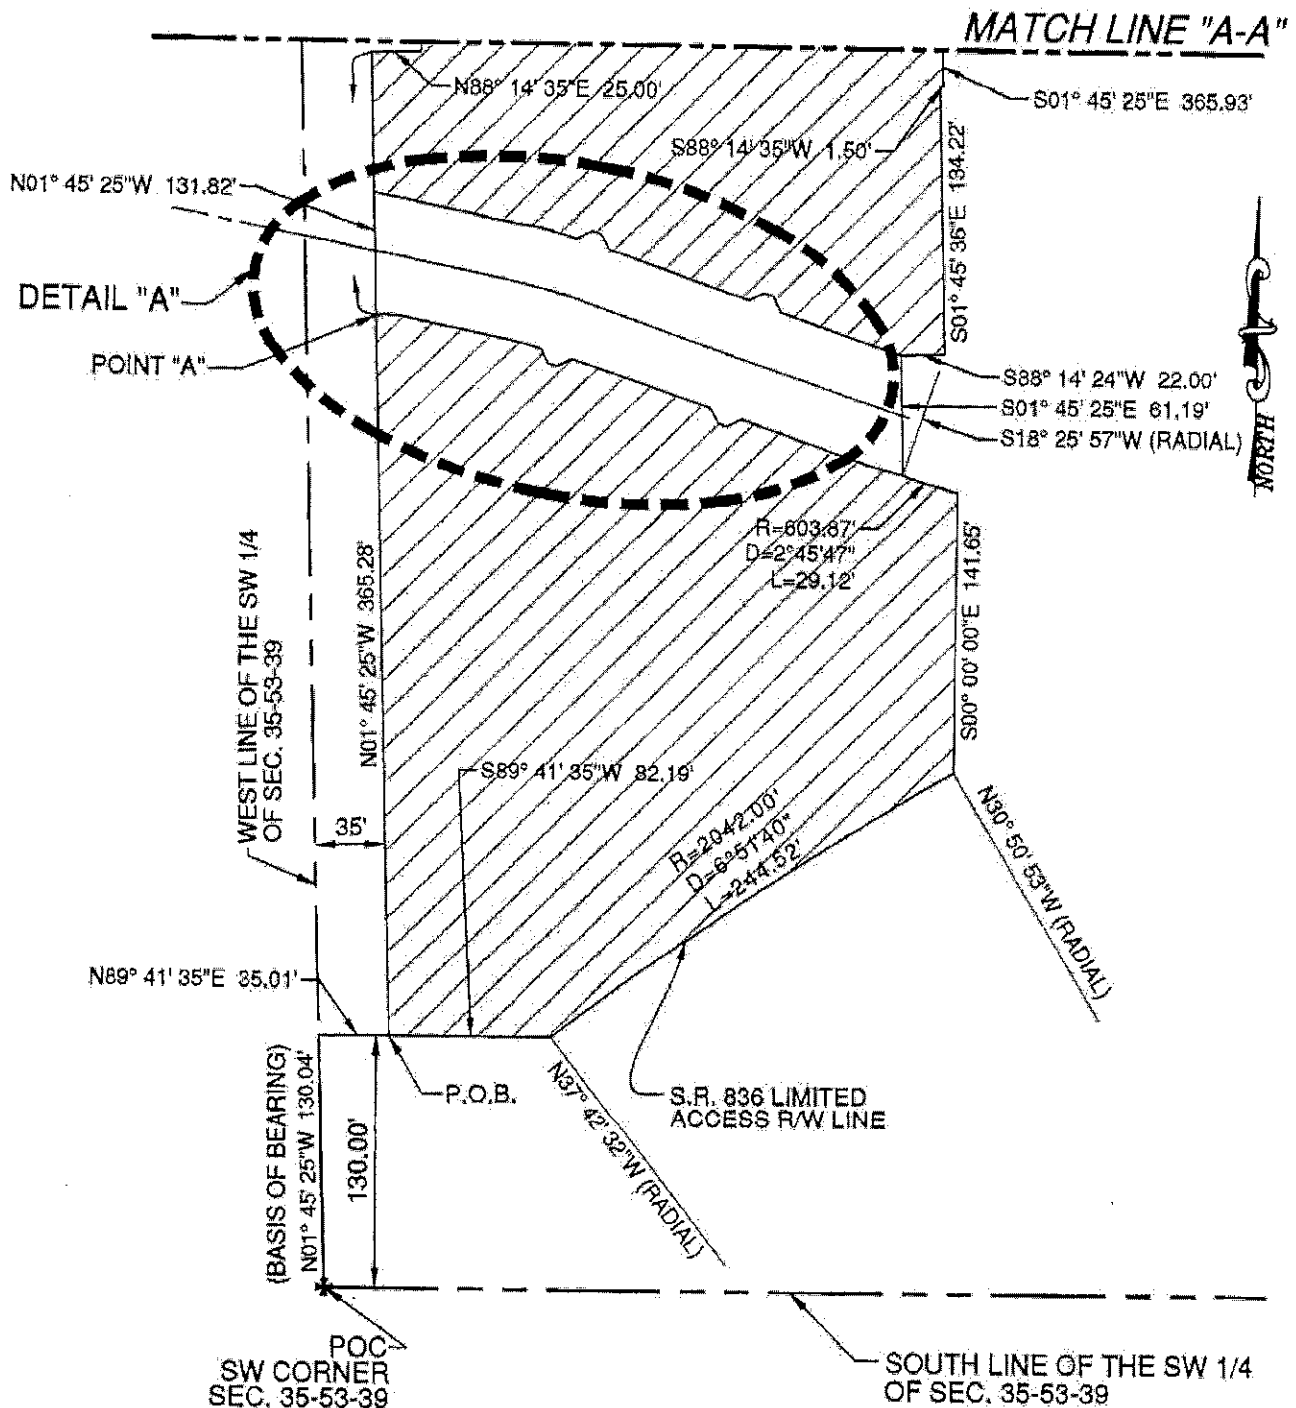 MATCH LINE "A-A"
N88° 14' 35"E 25.00'
S01° 45' 25"E 365.93'
S88° 14' 35"W 1.50'
S01° 45' 36"E 134.22'
N01° 45' 25"W 131.82'
DETAIL "A"
POINT "A"
S88° 14' 24"W 22.00'
S01° 45' 25"E 61.19'
S18° 25' 57"W (RADIAL)
NORTH
R=603.87'
D=2°45'47"
L=29.12'
WEST LINE OF THE SW 1/4
OF SEC. 35-53-39
N01° 45' 25"W 365.28'
S00° 00' 00"E 141.65'
S89° 41' 35"W 82.19'
35'
R=2042.00'
D=6°51'40"
L=244.52'
N30° 50' 53"W (RADIAL)
N89° 41' 35"E 35.01'
(BASIS OF BEARING)
N01° 45' 25"W 130.04'
130.00'
P.O.B.
N37° 42' 32"W (RADIAL)
S.R. 836 LIMITED
ACCESS R/W LINE
POC
SW CORNER
SEC. 35-53-39
SOUTH LINE OF THE SW 1/4
OF SEC. 35-53-39